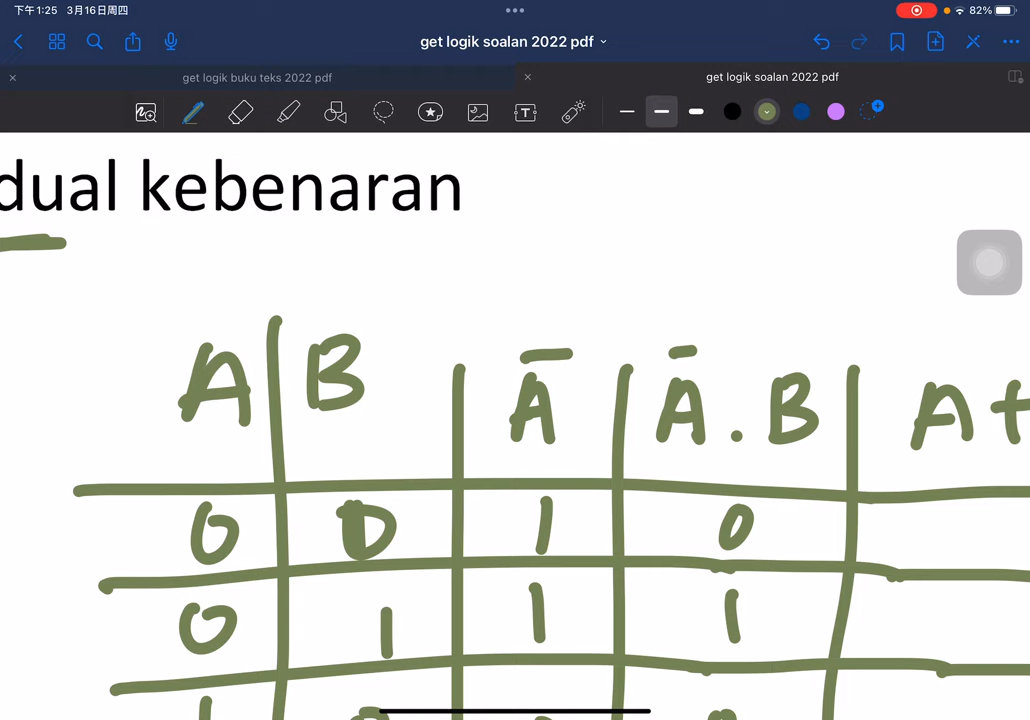 下午1:25 3月16日周四 82%
get logik soalan 2022 pdf
get logik buku teks 2022 pdf get logik soalan 2022 pdf
dual kebenaran
A B Ā Ā.B A+
0 0 1 0
0 1 1 1